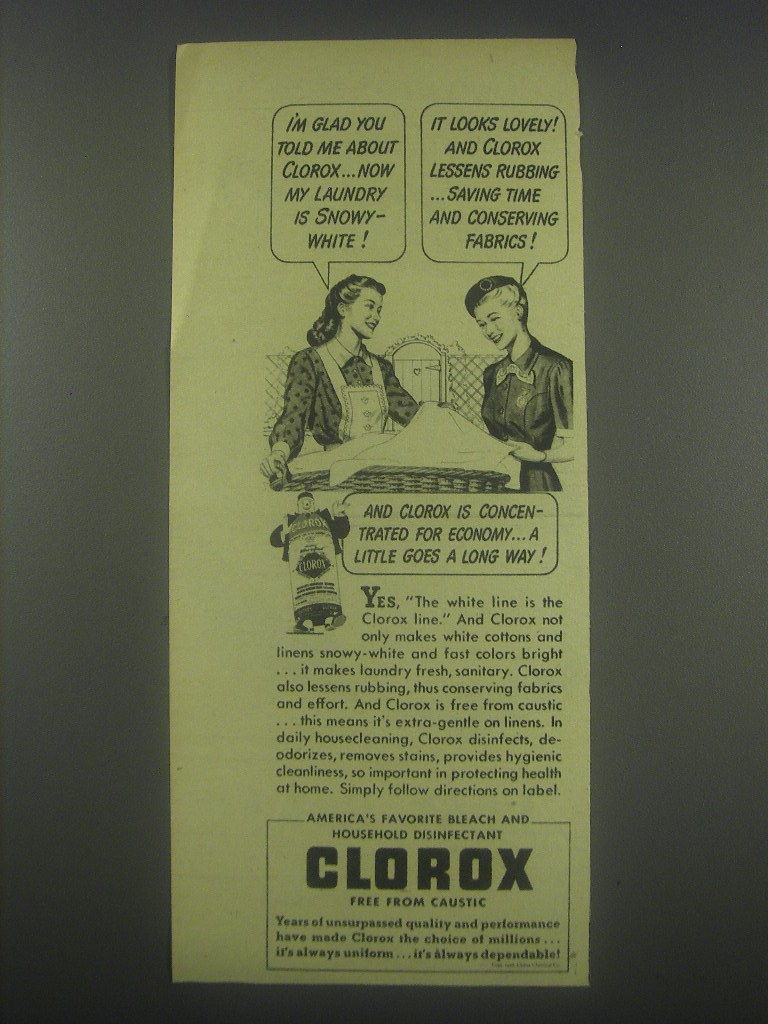 I'M GLAD YOU
TOLD ME ABOUT
CLOROX...NOW
MY LAUNDRY
IS SNOWY-
WHITE!
IT LOOKS LOVELY!
AND CLOROX
LESSENS RUBBING
...SAVING TIME
AND CONSERVING
FABRICS!
CLOROX
CLOROX
AND CLOROX IS CONCEN-
TRATED FOR ECONOMY...A
LITTLE GOES A LONG WAY!
YES, "The white line is the
Clorox line." And Clorox not
only makes white cottons and
linens snowy-white and fast colors bright
...it makes laundry fresh, sanitary. Clorox
also lessens rubbing, thus conserving fabrics
and effort. And Clorox is free from caustic
...this means it's extra-gentle on linens. In
daily housecleaning, Clorox disinfects, de-
odorizes, removes stains, provides hygienic
cleanliness, so important in protecting health
at home. Simply follow directions on label.
AMERICA'S FAVORITE BLEACH AND
HOUSEHOLD DISINFECTANT
CLOROX
FREE FROM CAUSTIC
Years of unsurpassed quality and performance
have made Clorox the choice of millions...
it's always uniform...it's always dependable!